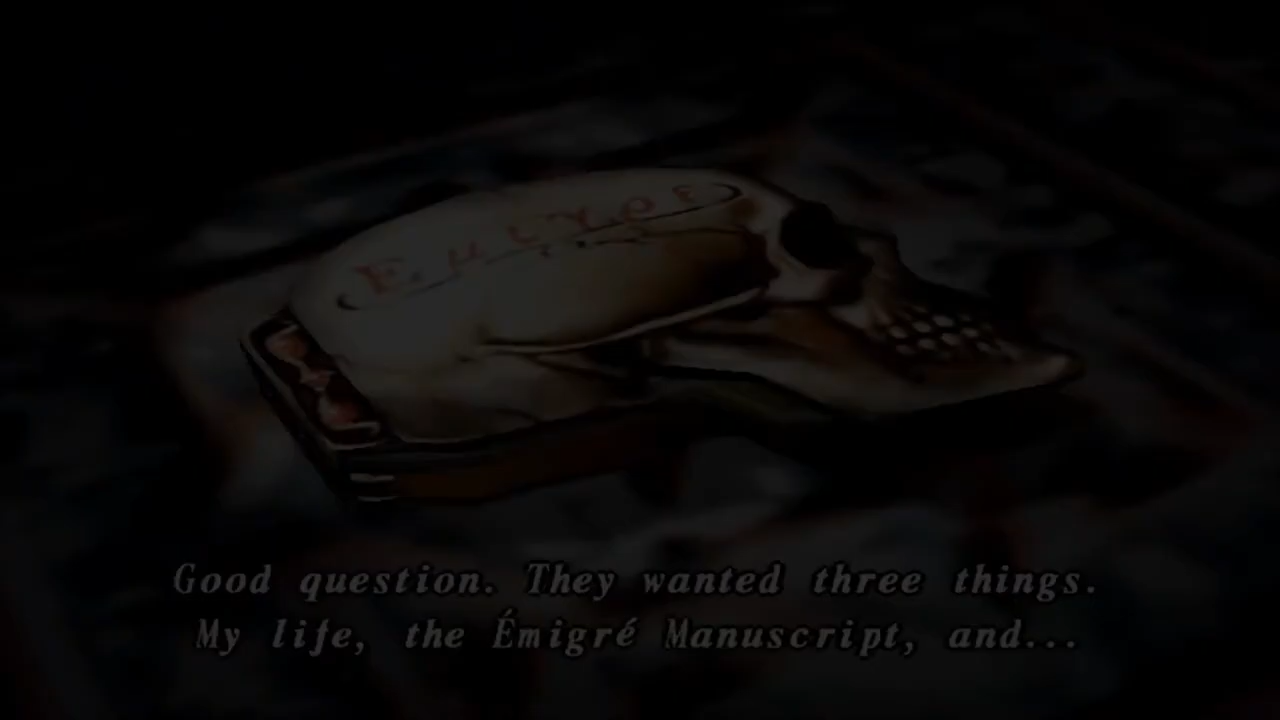 Good question. They wanted three things.
My life, the Émigré Manuscript, and...